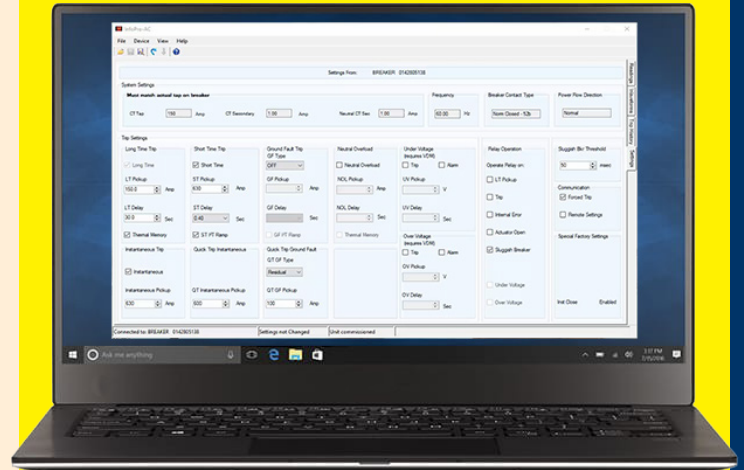 InfoPro-AC
File Device View Help
Settings From: BREAKER 0142805138
System Settings
Must match actual tap on breaker
Frequency
Breaker Contact Type
Power Flow Direction
CT Tap
Amp
CT Secondary
1.00
Amp
Neutral CT Sec
1.00
Amp
60.00
Hz
Norm Closed - 52b
Normal
Trip Settings
Long Time Trip
Long Time
LT Pickup
150.0
Amp
LT Delay
30.0
Sec
Thermal Memory
Short Time Trip
Short Time
ST Pickup
630
Amp
ST Delay
0.40
Sec
ST I²T Ramp
Ground Fault Trip
GF Type
OFF
GF Pickup
Amp
GF Delay
Sec
GF I²T Ramp
Neutral Overload
Neutral Overload
NOL Pickup
Amp
NOL Delay
Sec
Thermal Memory
Under Voltage
(requires VDM)
Trip
Alarm
UV Pickup
V
UV Delay
Sec
Over Voltage
(requires VDM)
Trip
Alarm
OV Pickup
V
OV Delay
Sec
Relay Operation
Operate Relay on:
LT Pickup
Trip
Internal Error
Actuator Open
Sluggish Breaker
Under Voltage
Over Voltage
Sluggish Bkr Threshold
50
msec
Communication
Forced Trip
Remote Settings
Special Factory Settings
Inst Close
Enabled
Instantaneous Trip
Instantaneous
Instantaneous Pickup
630
Amp
Quick Trip Instantaneous
QT Instantaneous Pickup
600
Amp
Quick Trip Ground Fault
QT GF Type
Residual
QT GF Pickup
100
Amp
Readings
Waveforms
Trip History
Settings
Connected to: BREAKER 0142805138
Settings not Changed
Unit commissioned
Ask me anything
3:17 PM
7/15/2016